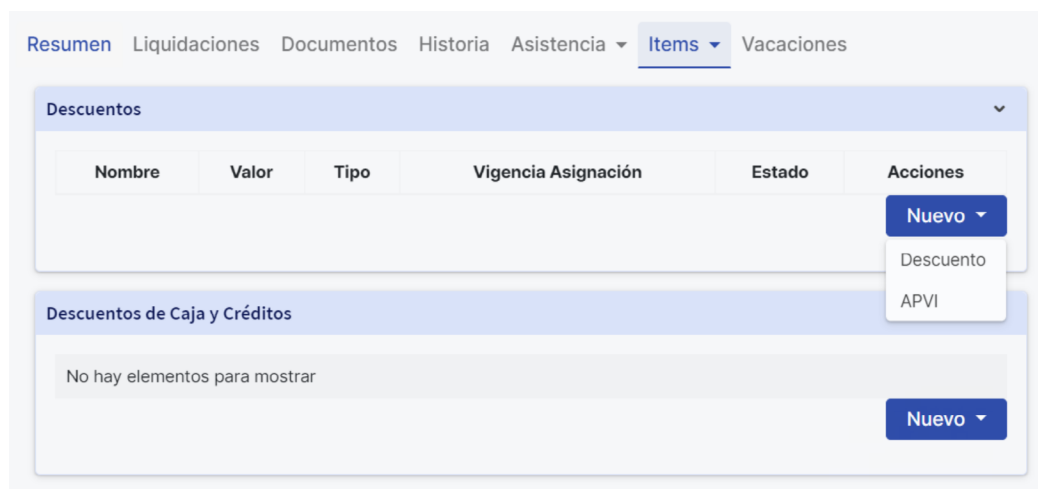 Resumen Liquidaciones Documentos Historia Asistencia Items Vacaciones
Descuentos
Nombre Valor Tipo Vigencia Asignación Estado Acciones
Nuevo
Descuento
APVI
Descuentos de Caja y Créditos
No hay elementos para mostrar
Nuevo